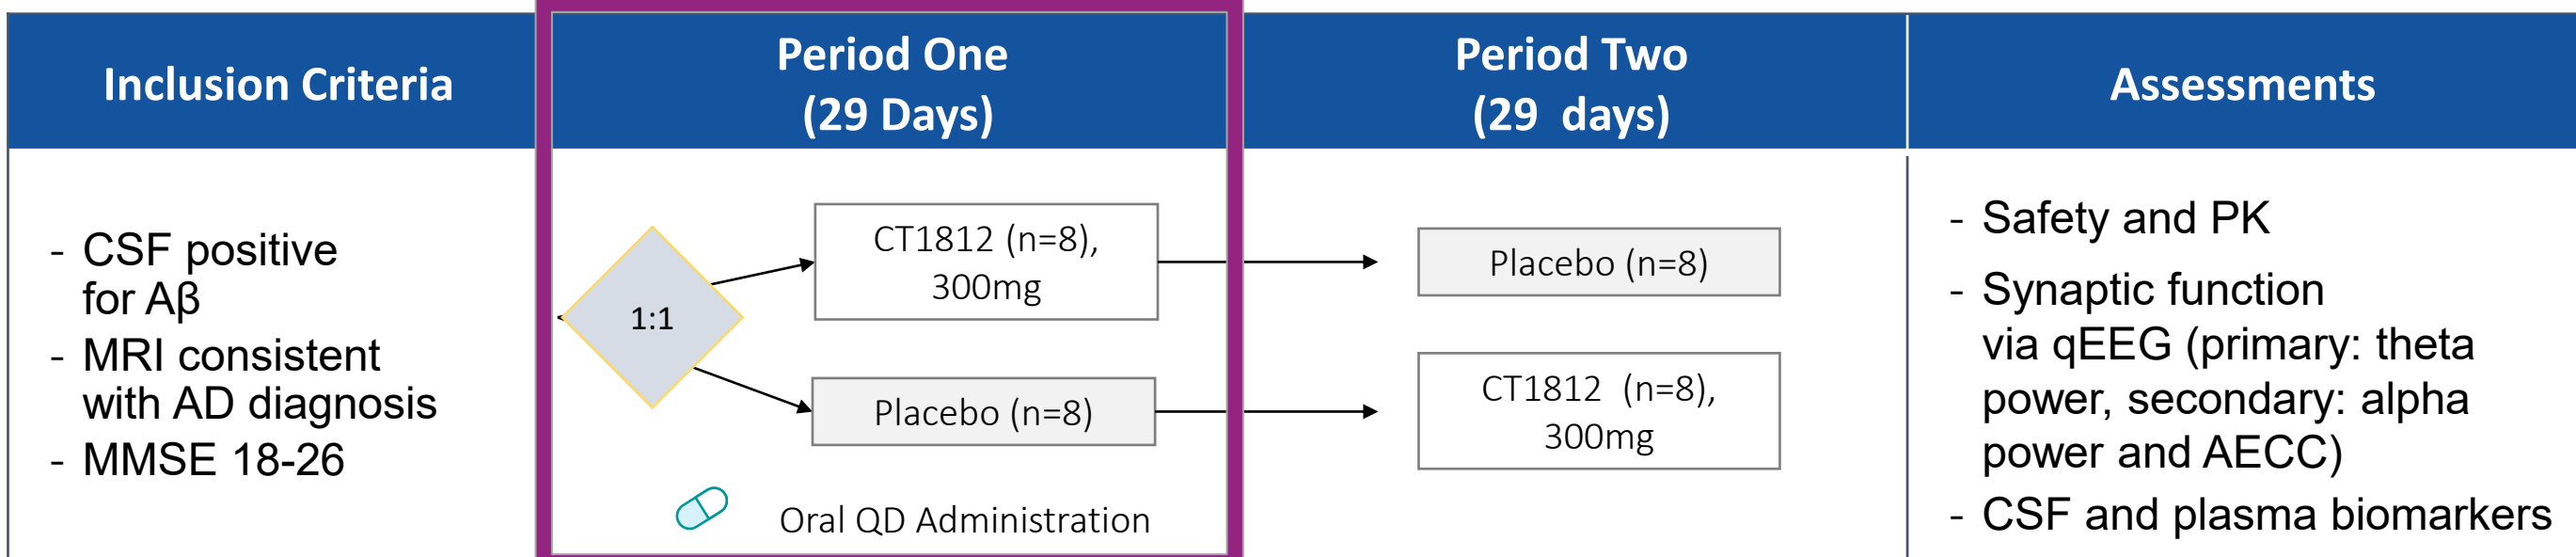 Inclusion Criteria
Period One
(29 Days)
Period Two
(29  days)
Assessments
- CSF positive
for Aβ
- MRI consistent
with AD diagnosis
- MMSE 18-26
1:1
CT1812 (n=8),
300mg
Placebo (n=8)
Oral QD Administration
Placebo (n=8)
CT1812  (n=8),
300mg
- Safety and PK
- Synaptic function
via qEEG (primary: theta
power, secondary: alpha
power and AECC)
- CSF and plasma biomarkers